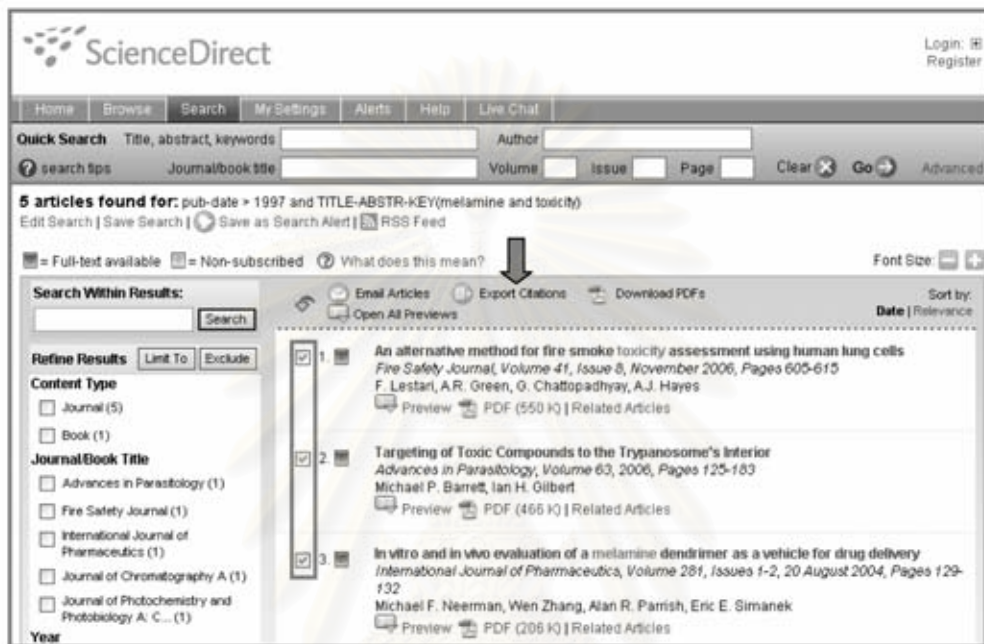 ScienceDirect
Login:
Register
Home Browse Search My Settings Alerts Help Live Chat
Quick Search Title, abstract, keywords Author
search tips Journal/book title Volume Issue Page Clear Go Advanced
5 articles found for: pub-date > 1997 and TITLE-ABSTR-KEY(melamine and toxicity)
Edit Search | Save Search | Save as Search Alert | RSS Feed
= Full-text available = Non-subscribed What does this mean? Font Size:
Search Within Results:
Search
Refine Results Limit To Exclude
Content Type
Journal (5)
Book (1)
Journal/Book Title
Advances in Parasitology (1)
Fire Safety Journal (1)
International Journal of
Pharmaceutics (1)
Journal of Chromatography A (1)
Journal of Photochemistry and
Photobiology A: C... (1)
Year
Email Articles Export Citations Download PDFs Sort by:
Open All Previews Date | Relevance
1. An alternative method for fire smoke toxicity assessment using human lung cells
Fire Safety Journal, Volume 41, Issue 8, November 2006, Pages 605-615
F. Lestari, A.R. Green, G. Chattopadhyay, A.J. Hayes
Preview PDF (550 K) | Related Articles
2. Targeting of Toxic Compounds to the Trypanosome's Interior
Advances in Parasitology, Volume 63, 2006, Pages 125-183
Michael P. Barrett, Ian H. Gilbert
Preview PDF (466 K) | Related Articles
3. In vitro and in vivo evaluation of a melamine dendrimer as a vehicle for drug delivery
International Journal of Pharmaceutics, Volume 281, Issues 1-2, 20 August 2004, Pages 129-
132
Michael F. Neerman, Wen Zhang, Alan R. Parrish, Eric E. Simanek
Preview PDF (206 K) | Related Articles